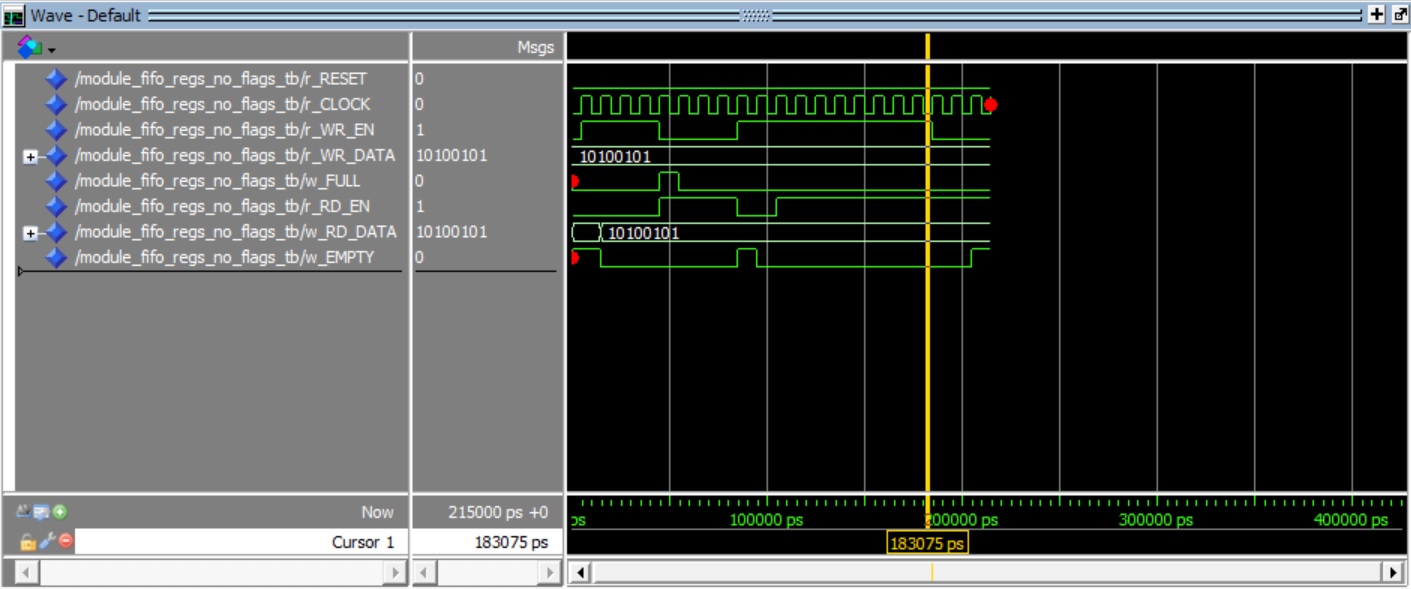 Wave - Default
Msgs
/module_fifo_regs_no_flags_tb/r_RESET 0
/module_fifo_regs_no_flags_tb/r_CLOCK 0
/module_fifo_regs_no_flags_tb/r_WR_EN 1
/module_fifo_regs_no_flags_tb/r_WR_DATA 10100101 10100101
/module_fifo_regs_no_flags_tb/w_FULL 0
/module_fifo_regs_no_flags_tb/r_RD_EN 1
/module_fifo_regs_no_flags_tb/w_RD_DATA 10100101 10100101
/module_fifo_regs_no_flags_tb/w_EMPTY 0
Now 215000 ps +0 ps 100000 ps 200000 ps 300000 ps 400000 ps
Cursor 1 183075 ps 183075 ps